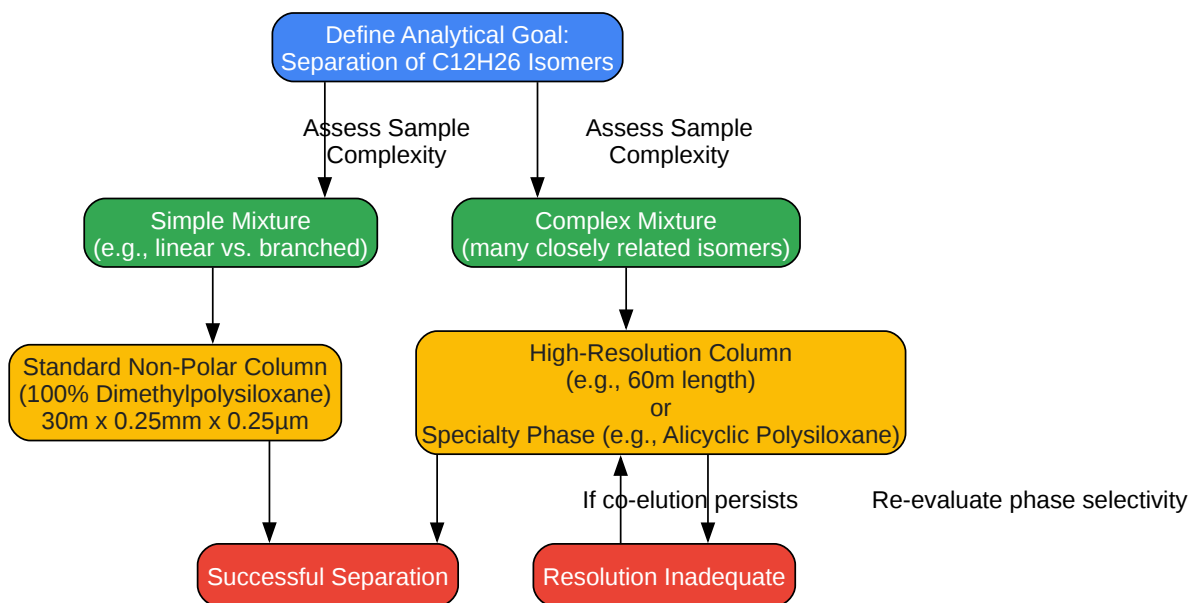 Define Analytical Goal:
Separation of C12H26 Isomers
Assess Sample
Complexity
Assess Sample
Complexity
Simple Mixture
(e.g., linear vs. branched)
Complex Mixture
(many closely related isomers)
Standard Non-Polar Column
(100% Dimethylpolysiloxane)
30m x 0.25mm x 0.25µm
High-Resolution Column
(e.g., 60m length)
or
Specialty Phase (e.g., Alicyclic Polysiloxane)
If co-elution persists
Re-evaluate phase selectivity
Successful Separation
Resolution Inadequate